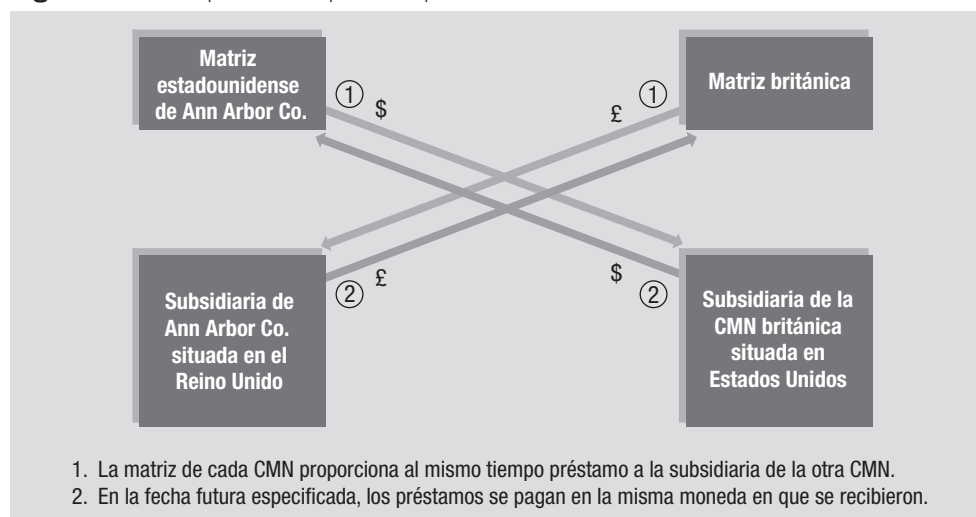 Matriz
estadounidense
de Ann Arbor Co.
1
$
£
1
Matriz británica
Subsidiaria de
Ann Arbor Co.
situada en el
Reino Unido
2
£
$
2
Subsidiaria de la
CMN británica
situada en
Estados Unidos
1. La matriz de cada CMN proporciona al mismo tiempo préstamo a la subsidiaria de la otra CMN.
2. En la fecha futura especificada, los préstamos se pagan en la misma moneda en que se recibieron.